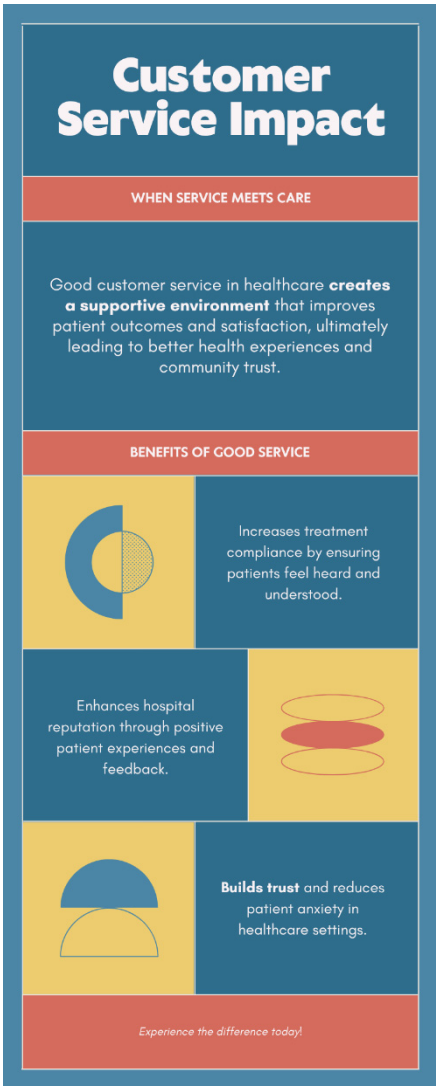 Customer
Service Impact
WHEN SERVICE MEETS CARE
Good customer service in healthcare creates
a supportive environment that improves
patient outcomes and satisfaction, ultimately
leading to better health experiences and
community trust.
BENEFITS OF GOOD SERVICE
Increases treatment
compliance by ensuring
patients feel heard and
understood.
Enhances hospital
reputation through positive
patient experiences and
feedback.
Builds trust and reduces
patient anxiety in
healthcare settings.
Experience the difference today!